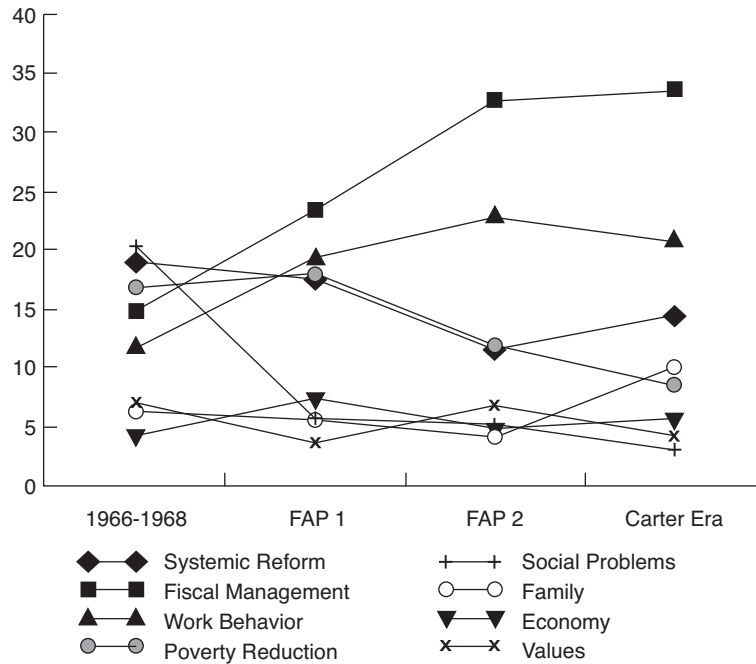 40
35
30
25
20
15
10
5
0
1966-1968 FAP 1 FAP 2 Carter Era
Systemic Reform
Fiscal Management
Work Behavior
Poverty Reduction
Social Problems
Family
Economy
Values